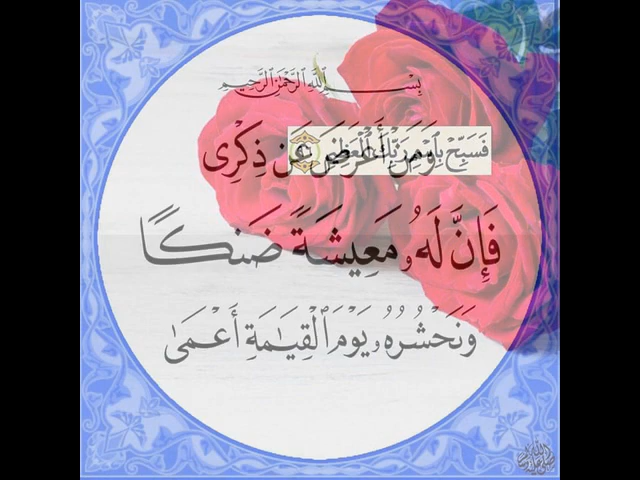 بِسْمِ ٱللَّهِ ٱلرَّحْمَٰنِ ٱلرَّحِيمِ
وَمَنْ أَعْرَضَ عَن ذِكْرِى
فَسَبِّحْ بِٱسْمِ رَبِّكَ ٱلْعَظِيمِ
فَإِنَّ لَهُۥ مَعِيشَةً ضَنكًا
وَنَحْشُرُهُۥ يَوْمَ ٱلْقِيَٰمَةِ أَعْمَىٰ